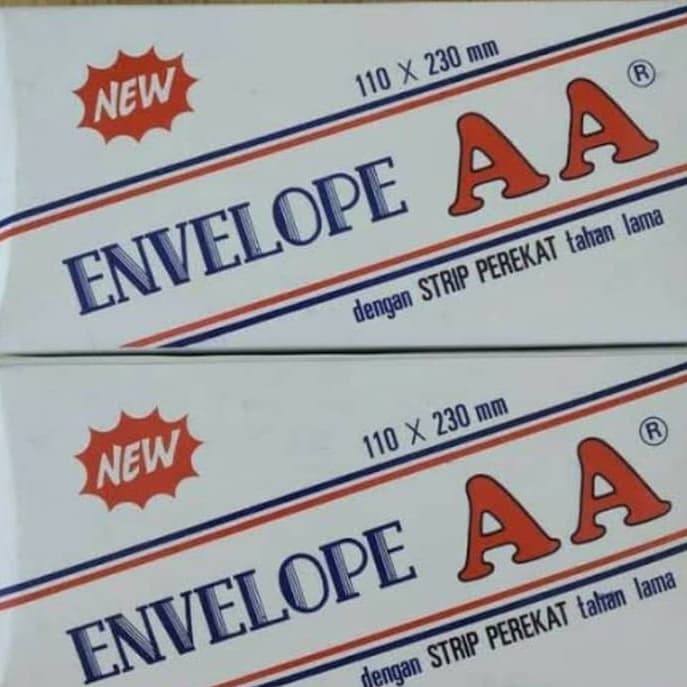 NEW
110 X 230 mm
ENVELOPE AA ®
dengan STRIP PEREKAT tahan lama
NEW
110 X 230 mm
ENVELOPE AA ®
dengan STRIP PEREKAT tahan lama